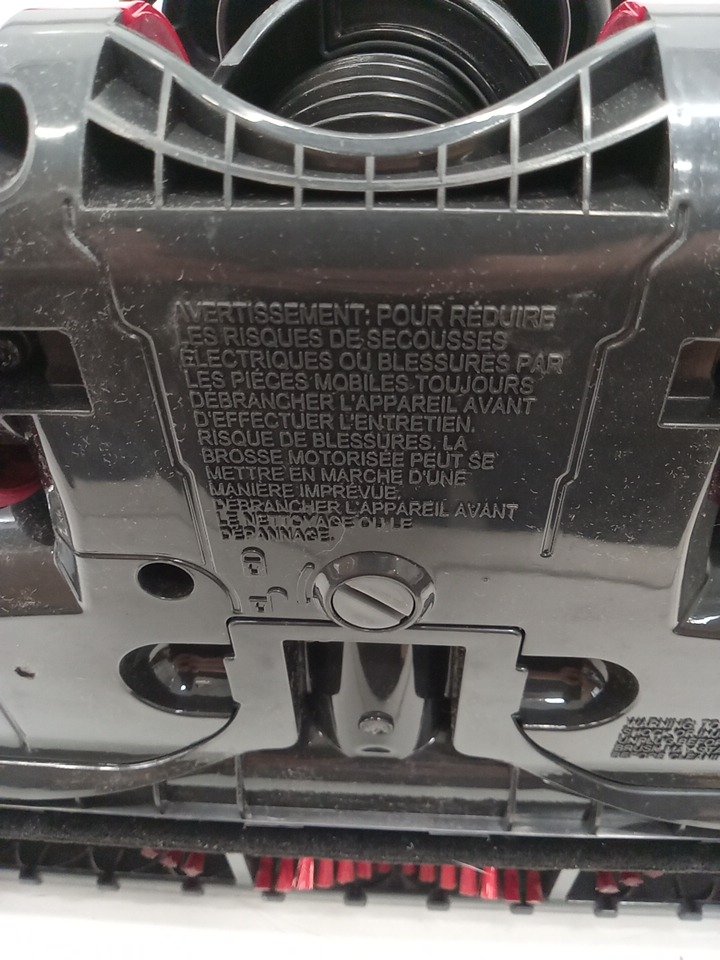 AVERTISSEMENT: POUR RÉDUIRE
LES RISQUES DE SECOUSSES
ÉLECTRIQUES OU BLESSURES PAR
LES PIÈCES MOBILES-TOUJOURS
DÉBRANCHER L'APPAREIL AVANT
D'EFFECTUER L'ENTRETIEN.
RISQUE DE BLESSURES. LA
BROSSE MOTORISÉE PEUT SE
METTRE EN MARCHE D'UNE
MANIÈRE IMPRÉVUE.
DÉBRANCHER L'APPAREIL AVANT
LE NETTOYAGE OU LE
DÉPANNAGE.
WARNING: TO